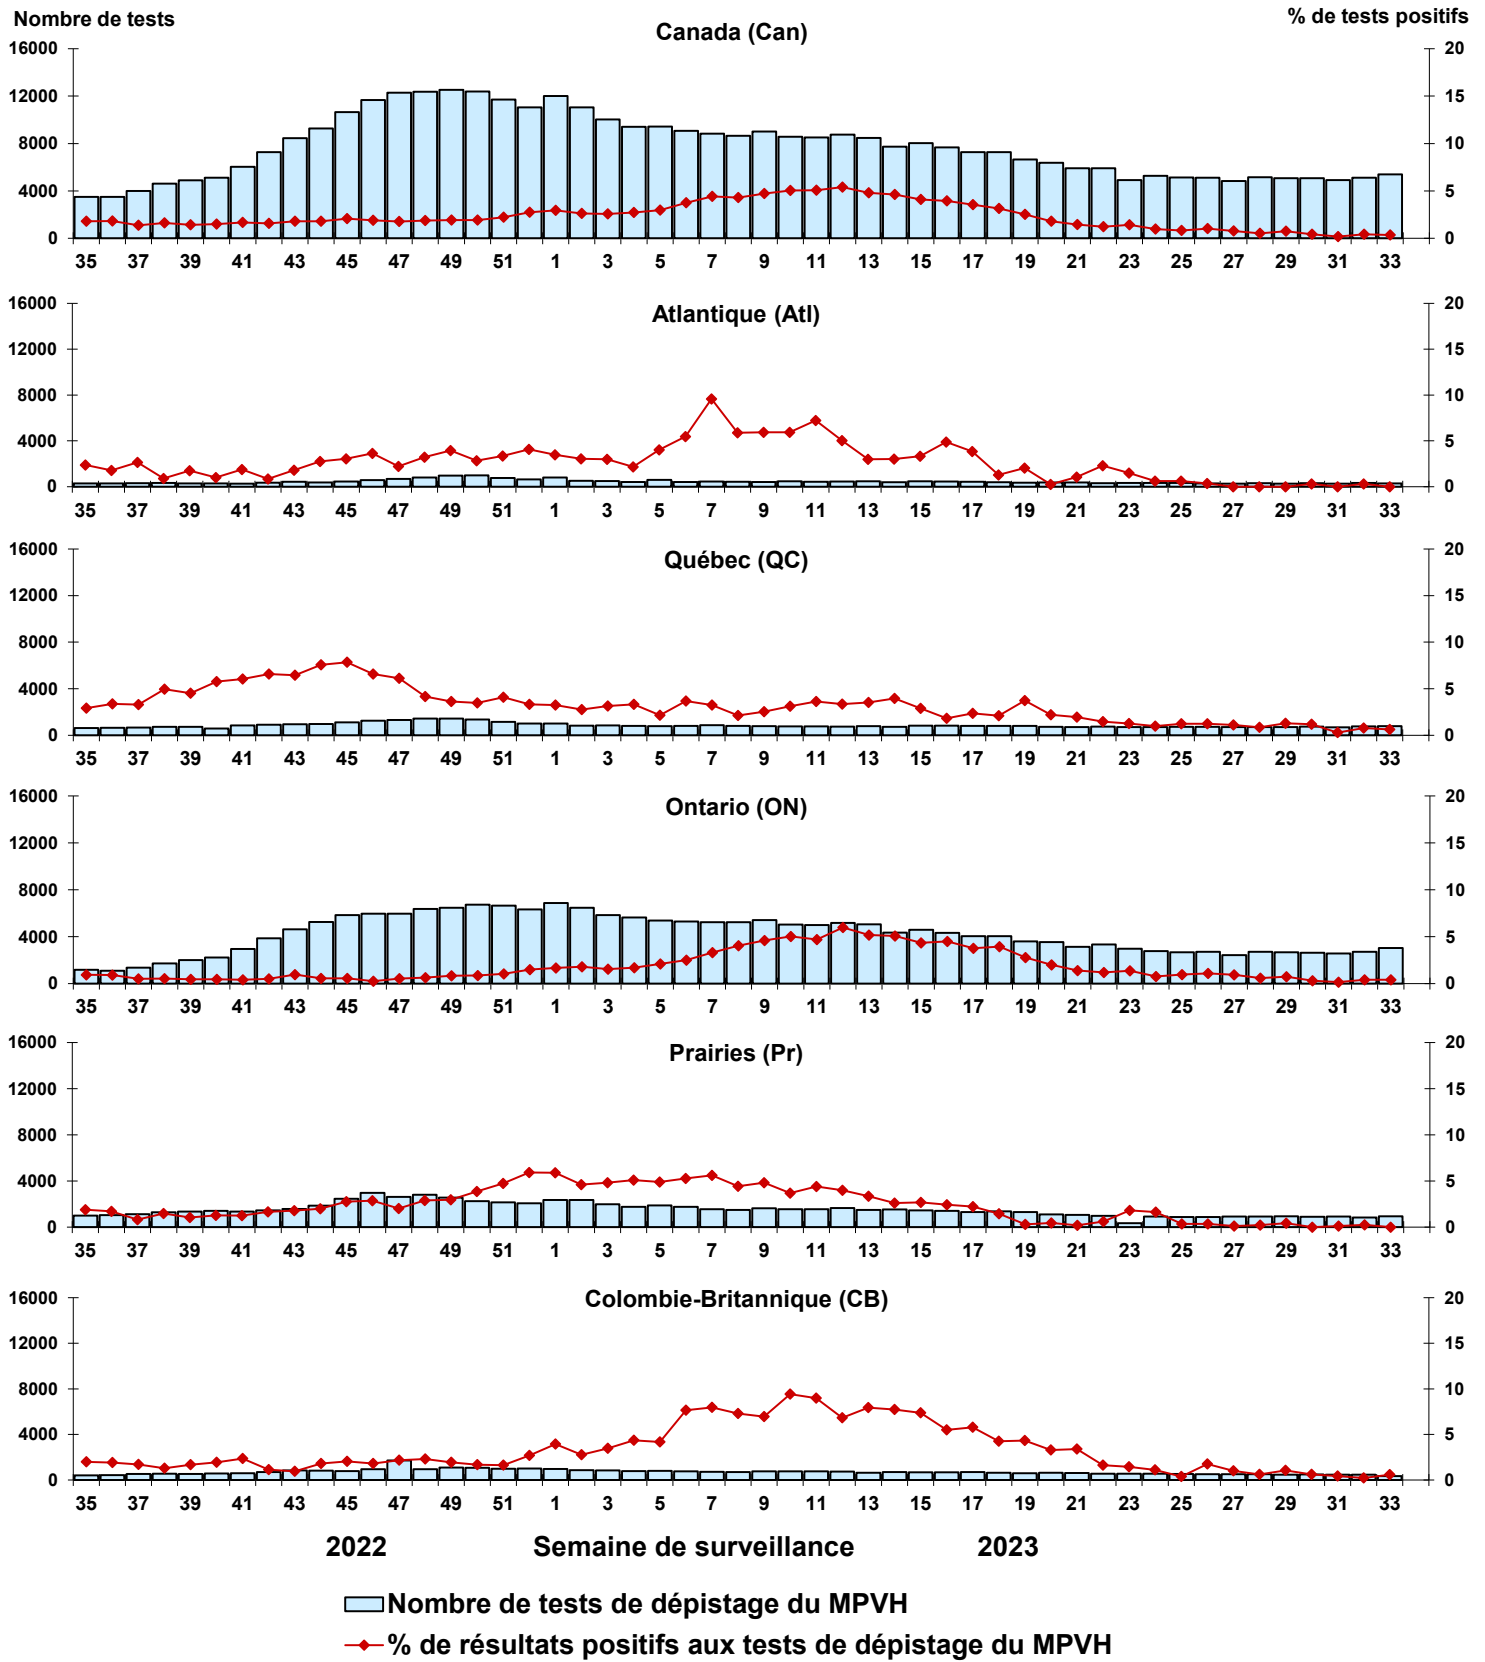 Nombre de tests
% de tests positifs
Canada (Can)
16000 20
12000 15
8000 10
4000 5
0 0
35 37 39 41 43 45 47 49 51 1 3 5 7 9 11 13 15 17 19 21 23 25 27 29 31 33
Atlantique (Atl)
16000 20
12000 15
8000 10
4000 5
0 0
35 37 39 41 43 45 47 49 51 1 3 5 7 9 11 13 15 17 19 21 23 25 27 29 31 33
Québec (QC)
16000 20
12000 15
8000 10
4000 5
0 0
35 37 39 41 43 45 47 49 51 1 3 5 7 9 11 13 15 17 19 21 23 25 27 29 31 33
Ontario (ON)
16000 20
12000 15
8000 10
4000 5
0 0
35 37 39 41 43 45 47 49 51 1 3 5 7 9 11 13 15 17 19 21 23 25 27 29 31 33
Prairies (Pr)
16000 20
12000 15
8000 10
4000 5
0 0
35 37 39 41 43 45 47 49 51 1 3 5 7 9 11 13 15 17 19 21 23 25 27 29 31 33
Colombie-Britannique (CB)
16000 20
12000 15
8000 10
4000 5
0 0
35 37 39 41 43 45 47 49 51 1 3 5 7 9 11 13 15 17 19 21 23 25 27 29 31 33
2022 Semaine de surveillance 2023
Nombre de tests de dépistage du MPVH
% de résultats positifs aux tests de dépistage du MPVH